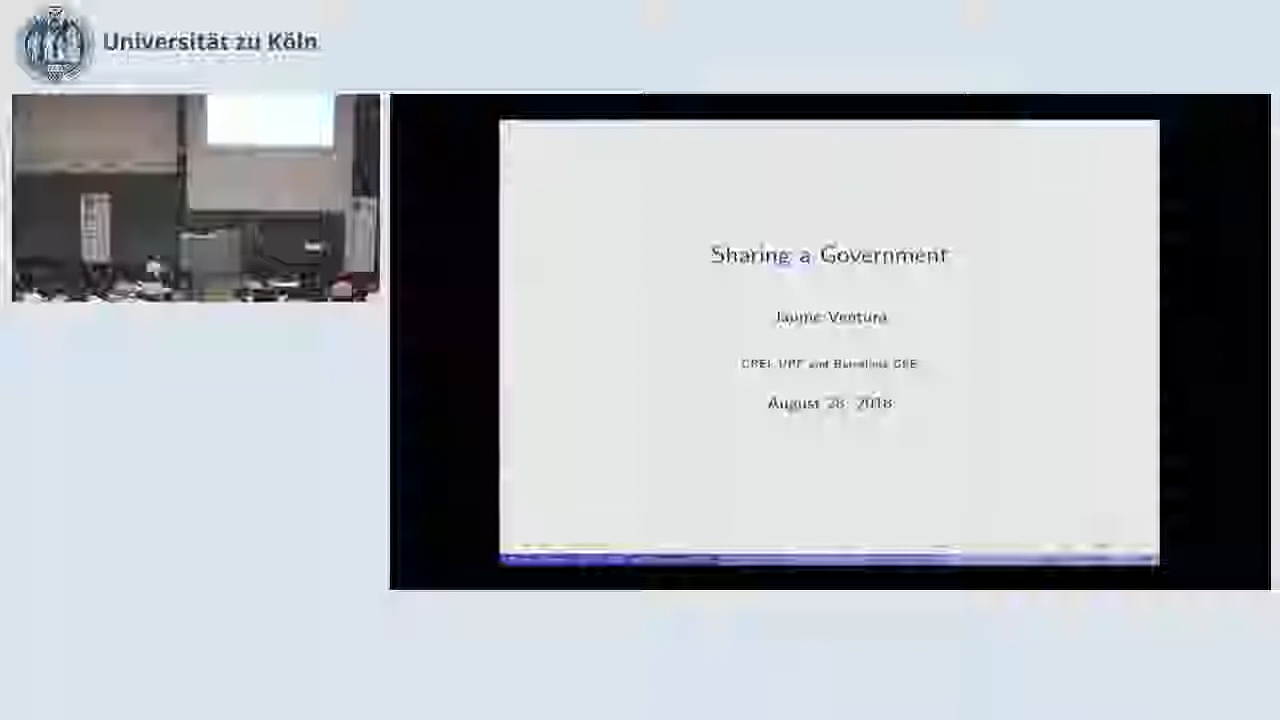 Universität zu Köln
Sharing a Government
Jaume Ventura
CREI, UPF and Barcelona GSE
August 28, 2018